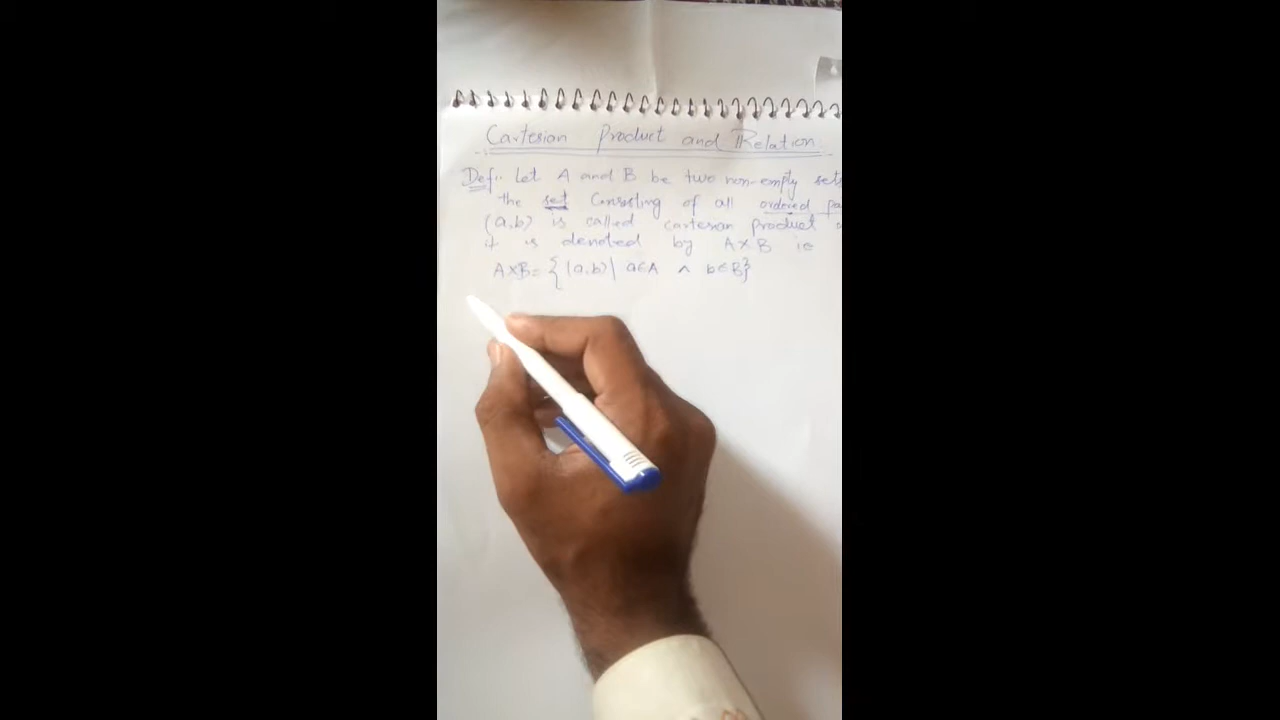 Cartesian Product and Relation
Def:- Let A and B be two non-empty sets
the set Consisting of all ordered
(a,b) is called cartesian product
it is denoted by A×B ie
A×B = { (a,b) | a∈A ∧ b∈B}